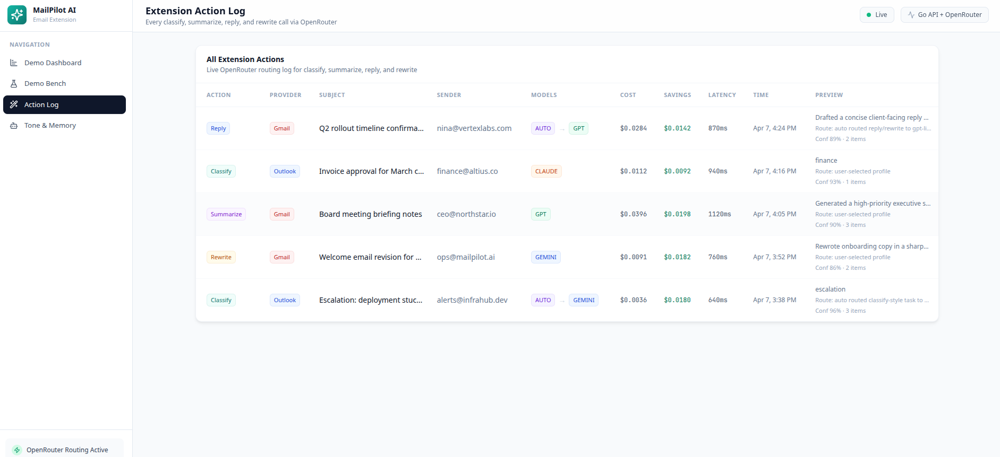 MailPilot AI
Email Extension
NAVIGATION
Demo Dashboard
Demo Bench
Action Log
Tone & Memory
OpenRouter Routing Active
Extension Action Log
Every classify, summarize, reply, and rewrite call via OpenRouter
Live
Go API + OpenRouter
All Extension Actions
Live OpenRouter routing log for classify, summarize, reply, and rewrite
ACTION PROVIDER SUBJECT SENDER MODELS COST SAVINGS LATENCY TIME PREVIEW
Reply Gmail Q2 rollout timeline confirma... nina@vertexlabs.com AUTO → GPT $0.0284 $0.0142 870ms Apr 7, 4:24 PM
Drafted a concise client-facing reply ...
Route: auto routed reply/rewrite to gpt-li...
Conf 89% · 2 items
Classify Outlook Invoice approval for March c... finance@altius.co CLAUDE $0.0112 $0.0092 940ms Apr 7, 4:16 PM
finance
Route: user-selected profile
Conf 93% · 1 items
Summarize Gmail Board meeting briefing notes ceo@northstar.io GPT $0.0396 $0.0198 1120ms Apr 7, 4:05 PM
Generated a high-priority executive s...
Route: user-selected profile
Conf 90% · 3 items
Rewrite Gmail Welcome email revision for ... ops@mailpilot.ai GEMINI $0.0091 $0.0182 760ms Apr 7, 3:52 PM
Rewrote onboarding copy in a sharp...
Route: user-selected profile
Conf 86% · 2 items
Classify Outlook Escalation: deployment stuc... alerts@infrahub.dev AUTO → GEMINI $0.0036 $0.0180 640ms Apr 7, 3:38 PM
escalation
Route: auto routed classify-style task to ...
Conf 96% · 3 items